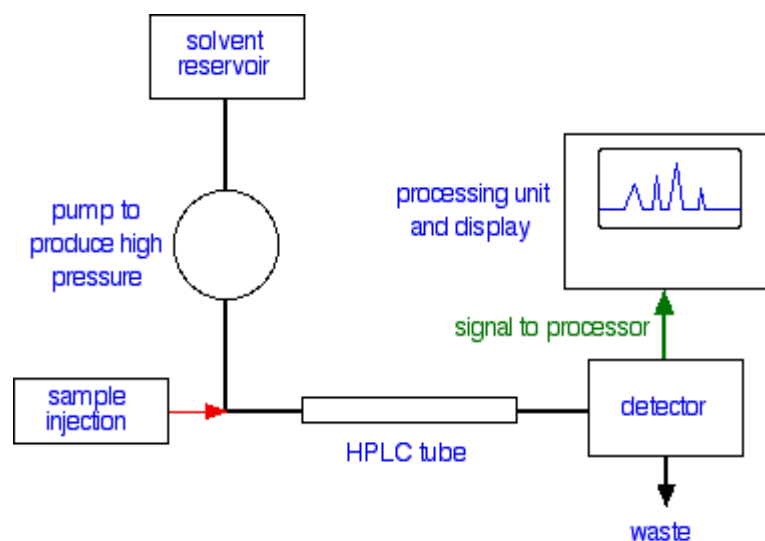 solvent
reservoir
pump to
produce high
pressure
processing unit
and display
signal to processor
sample
injection
HPLC tube
detector
waste